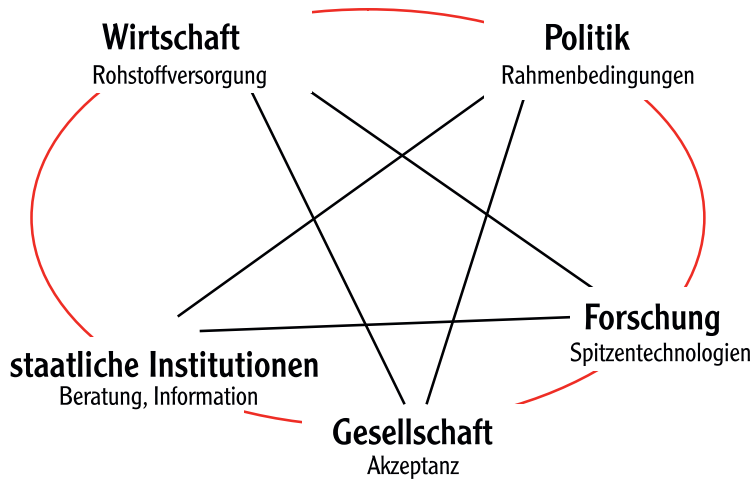 Wirtschaft
Rohstoffversorgung
Politik
Rahmenbedingungen
Forschung
Spitzentechnologien
staatliche Institutionen
Beratung, Information
Gesellschaft
Akzeptanz